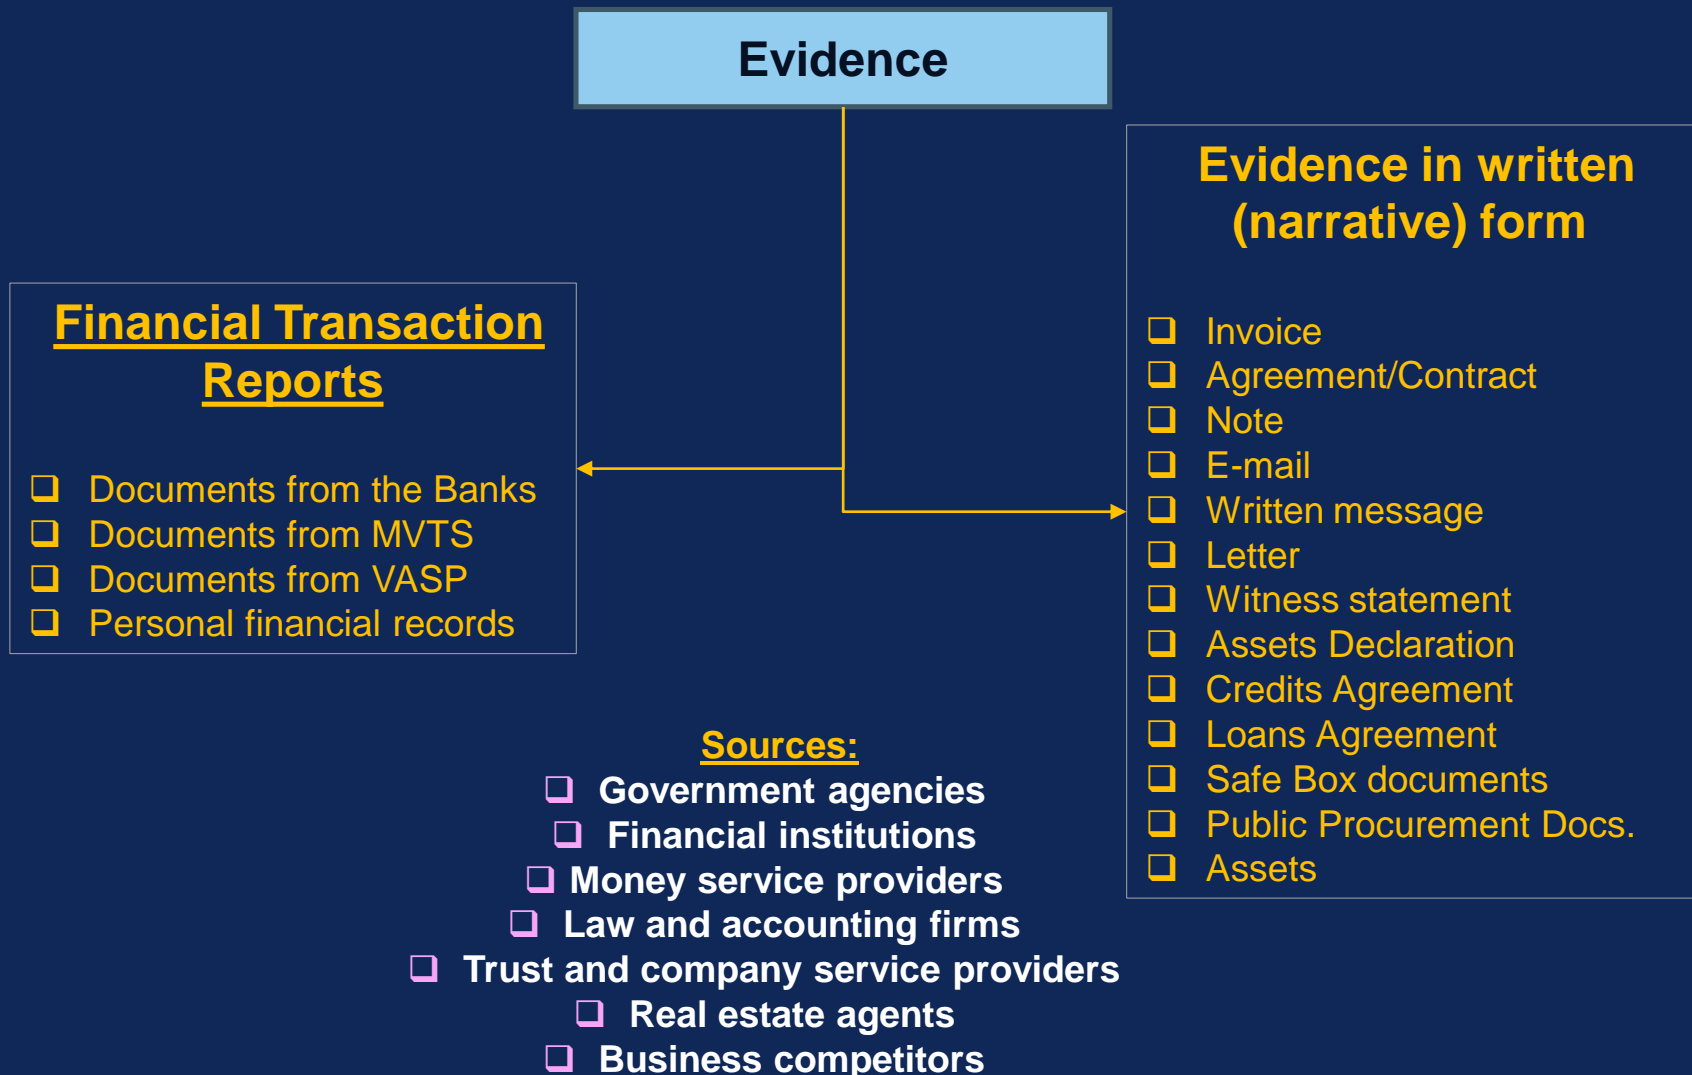 Evidence
Financial Transaction
Reports
❑ Documents from the Banks
❑ Documents from MVTS
❑ Documents from VASP
❑ Personal financial records
Evidence in written
(narrative) form
❑ Invoice
❑ Agreement/Contract
❑ Note
❑ E-mail
❑ Written message
❑ Letter
❑ Witness statement
❑ Assets Declaration
❑ Credits Agreement
❑ Loans Agreement
❑ Safe Box documents
❑ Public Procurement Docs.
❑ Assets
Sources:
❑ Government agencies
❑ Financial institutions
❑ Money service providers
❑ Law and accounting firms
❑ Trust and company service providers
❑ Real estate agents
❑ Business competitors